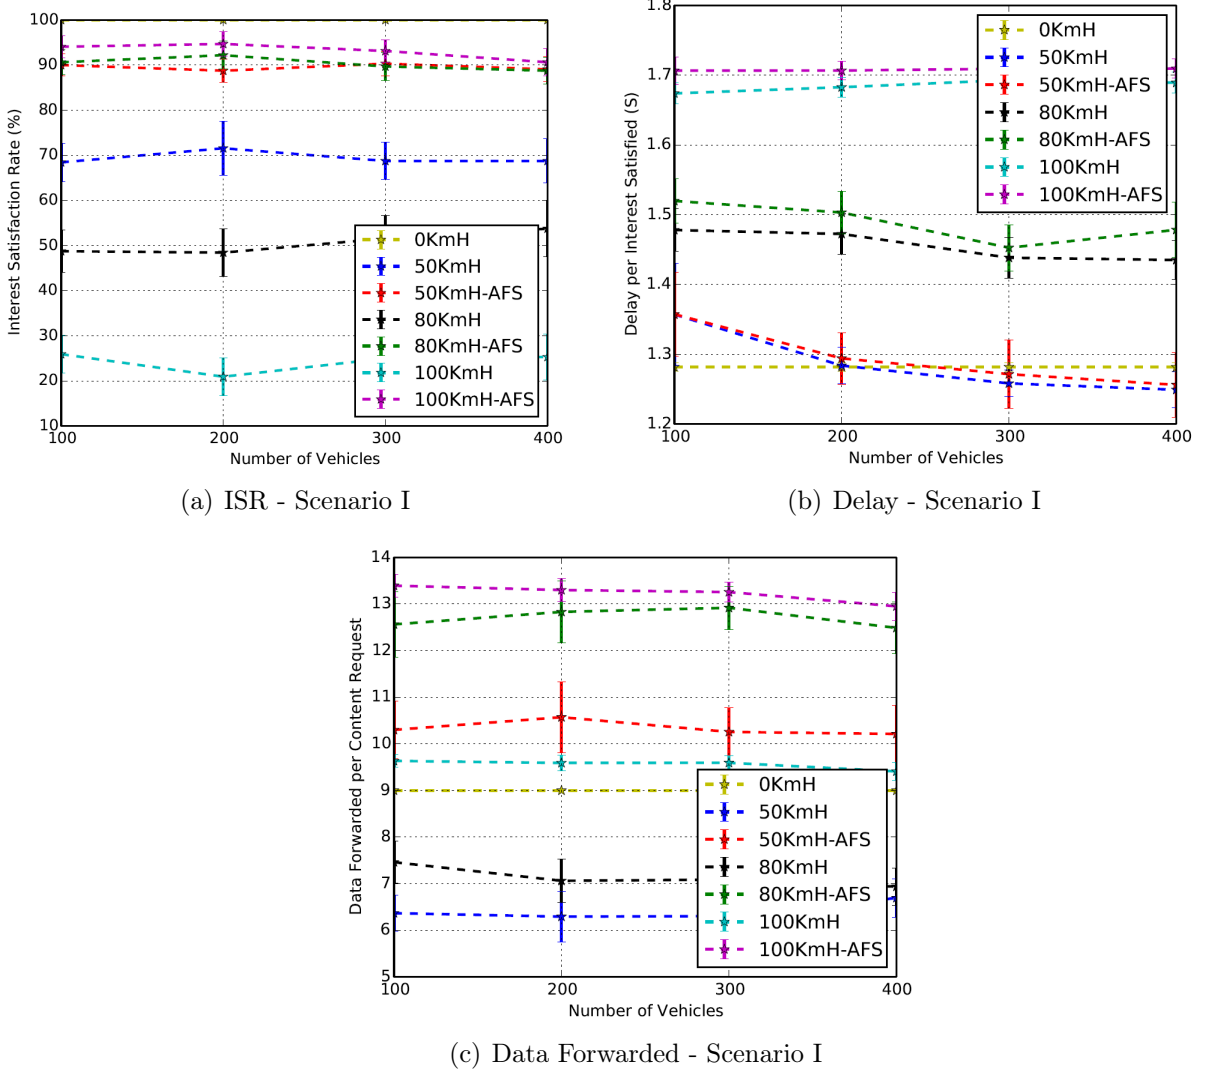 100
90
80
70
60
50
40
30
20
10
Interest Satisfaction Rate (%)
0KmH
50KmH
50KmH-AFS
80KmH
80KmH-AFS
100KmH
100KmH-AFS
100 200 300 400
Number of Vehicles
(a) ISR - Scenario I
1.8
1.7
1.6
1.5
1.4
1.3
1.2
Delay per Interest Satisfied (S)
0KmH
50KmH
50KmH-AFS
80KmH
80KmH-AFS
100KmH
100KmH-AFS
100 200 300 400
Number of Vehicles
(b) Delay - Scenario I
14
13
12
11
10
9
8
7
6
5
Data Forwarded per Content Request
0KmH
50KmH
50KmH-AFS
80KmH
80KmH-AFS
100KmH
100KmH-AFS
100 200 300 400
Number of Vehicles
(c) Data Forwarded - Scenario I